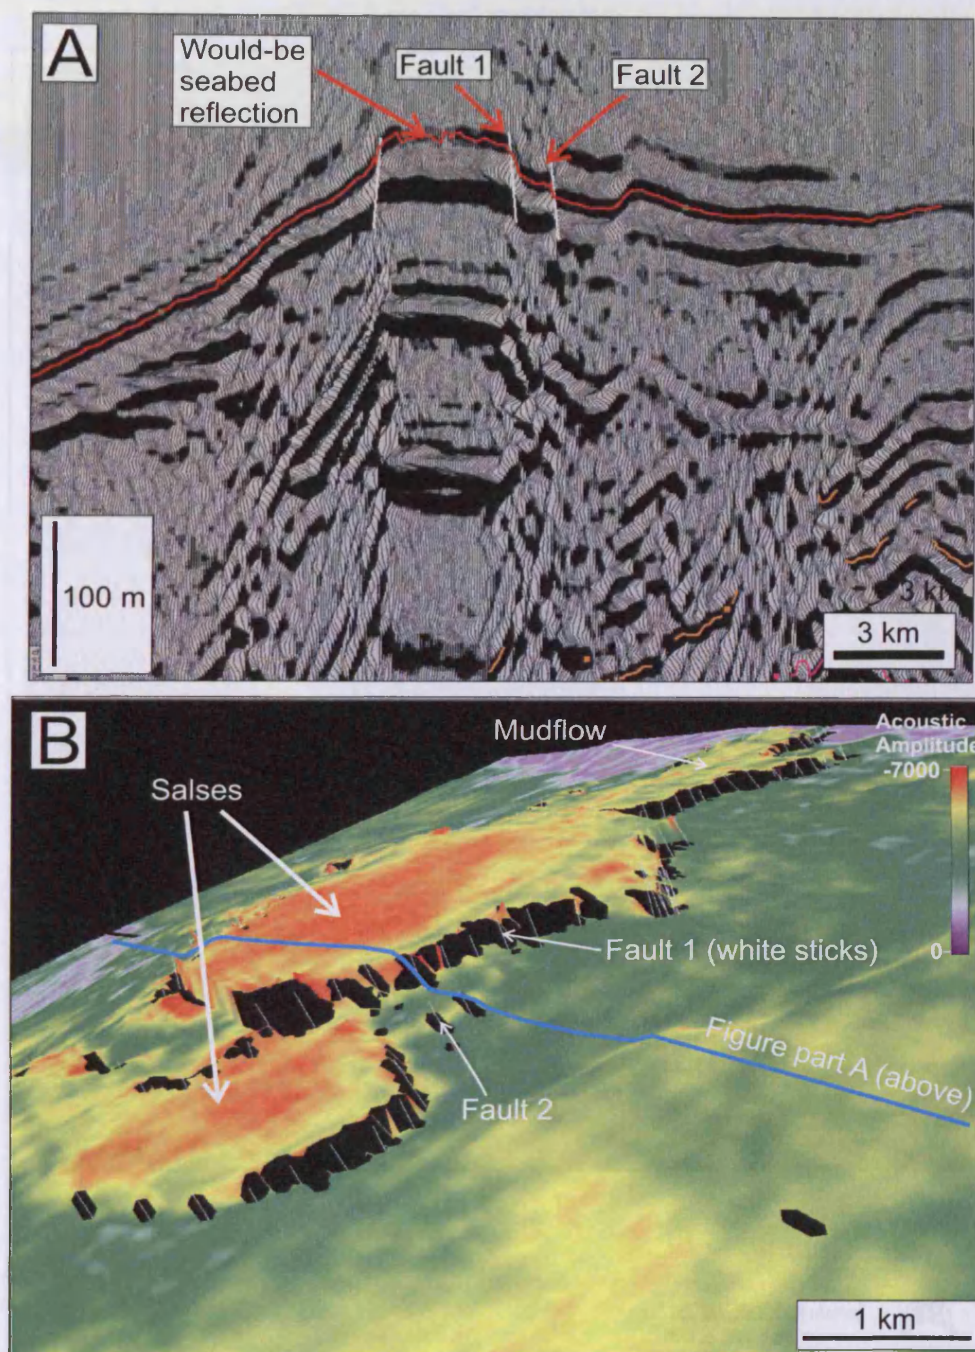 A
Would-be
seabed
reflection
Fault 1
Fault 2
100 m
3 km
B
Mudflow
Acoustic
Amplitude
-7000
Salses
Fault 1 (white sticks)
0
Figure part A (above)
Fault 2
1 km